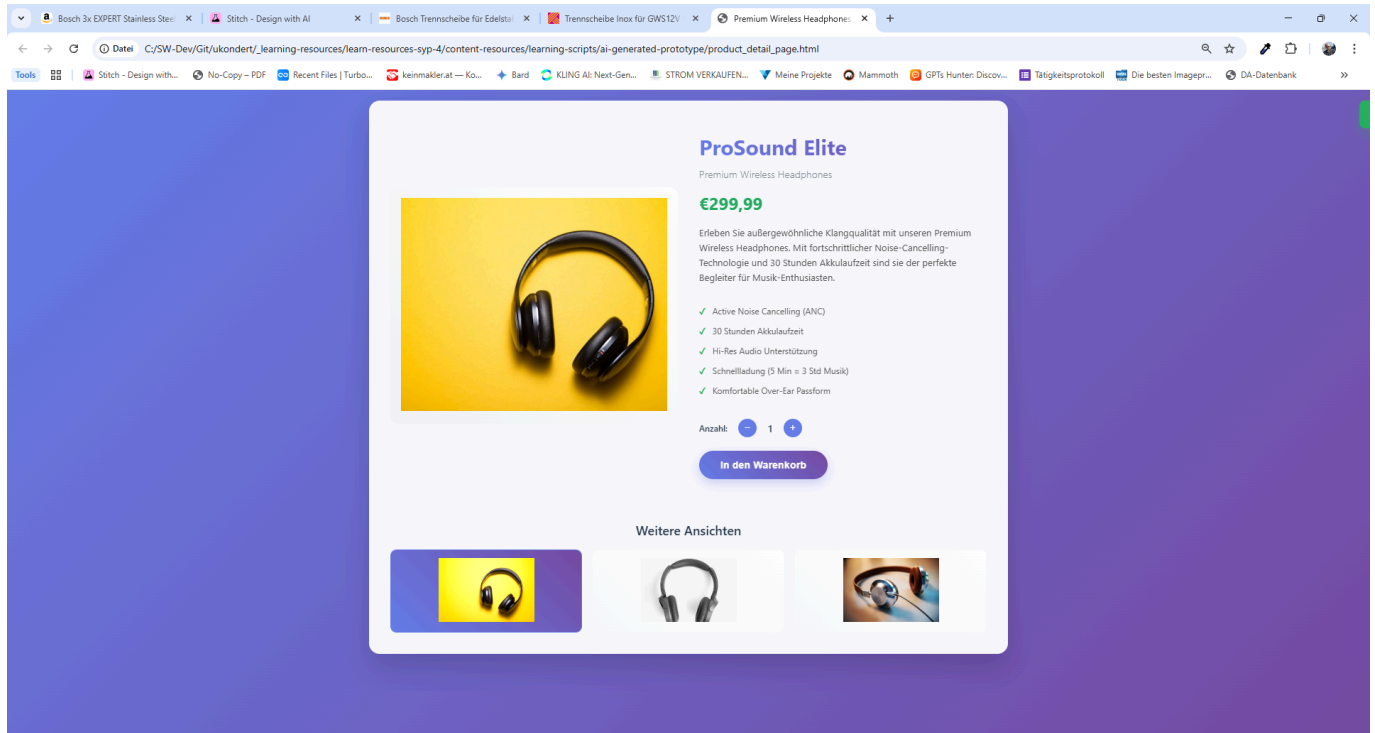 Bosch 3x EXPERT Stainless Stee
Stitch - Design with AI
Bosch Trennscheibe für Edelsta
Trennscheibe Inox für GWS12V
Premium Wireless Headphones
Datei C:/SW-Dev/Git/ukondert/_learning-resources/learn-resources-syp-4/content-resources/learning-scripts/ai-generated-prototype/product_detail_page.html
Tools Stitch - Design with... No-Copy – PDF Recent Files | Turbo... keinmakler.at — Ko... Bard KLING AI: Next-Gen... STROM VERKAUFEN... Meine Projekte Mammoth GPTs Hunter: Discov... Tätigkeitsprotokoll Die besten Imagepr... DA-Datenbank »
ProSound Elite
Premium Wireless Headphones
€299,99
Erleben Sie außergewöhnliche Klangqualität mit unseren Premium
Wireless Headphones. Mit fortschrittlicher Noise-Cancelling-
Technologie und 30 Stunden Akkulaufzeit sind sie der perfekte
Begleiter für Musik-Enthusiasten.
✓ Active Noise Cancelling (ANC)
✓ 30 Stunden Akkulaufzeit
✓ Hi-Res Audio Unterstützung
✓ Schnellladung (5 Min = 3 Std Musik)
✓ Komfortable Over-Ear Passform
Anzahl: − 1 +
In den Warenkorb
Weitere Ansichten